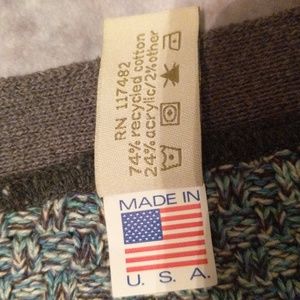 RN 117482
74% recycled cotton
24% acrylic/2% other
MADE IN
U. S. A.